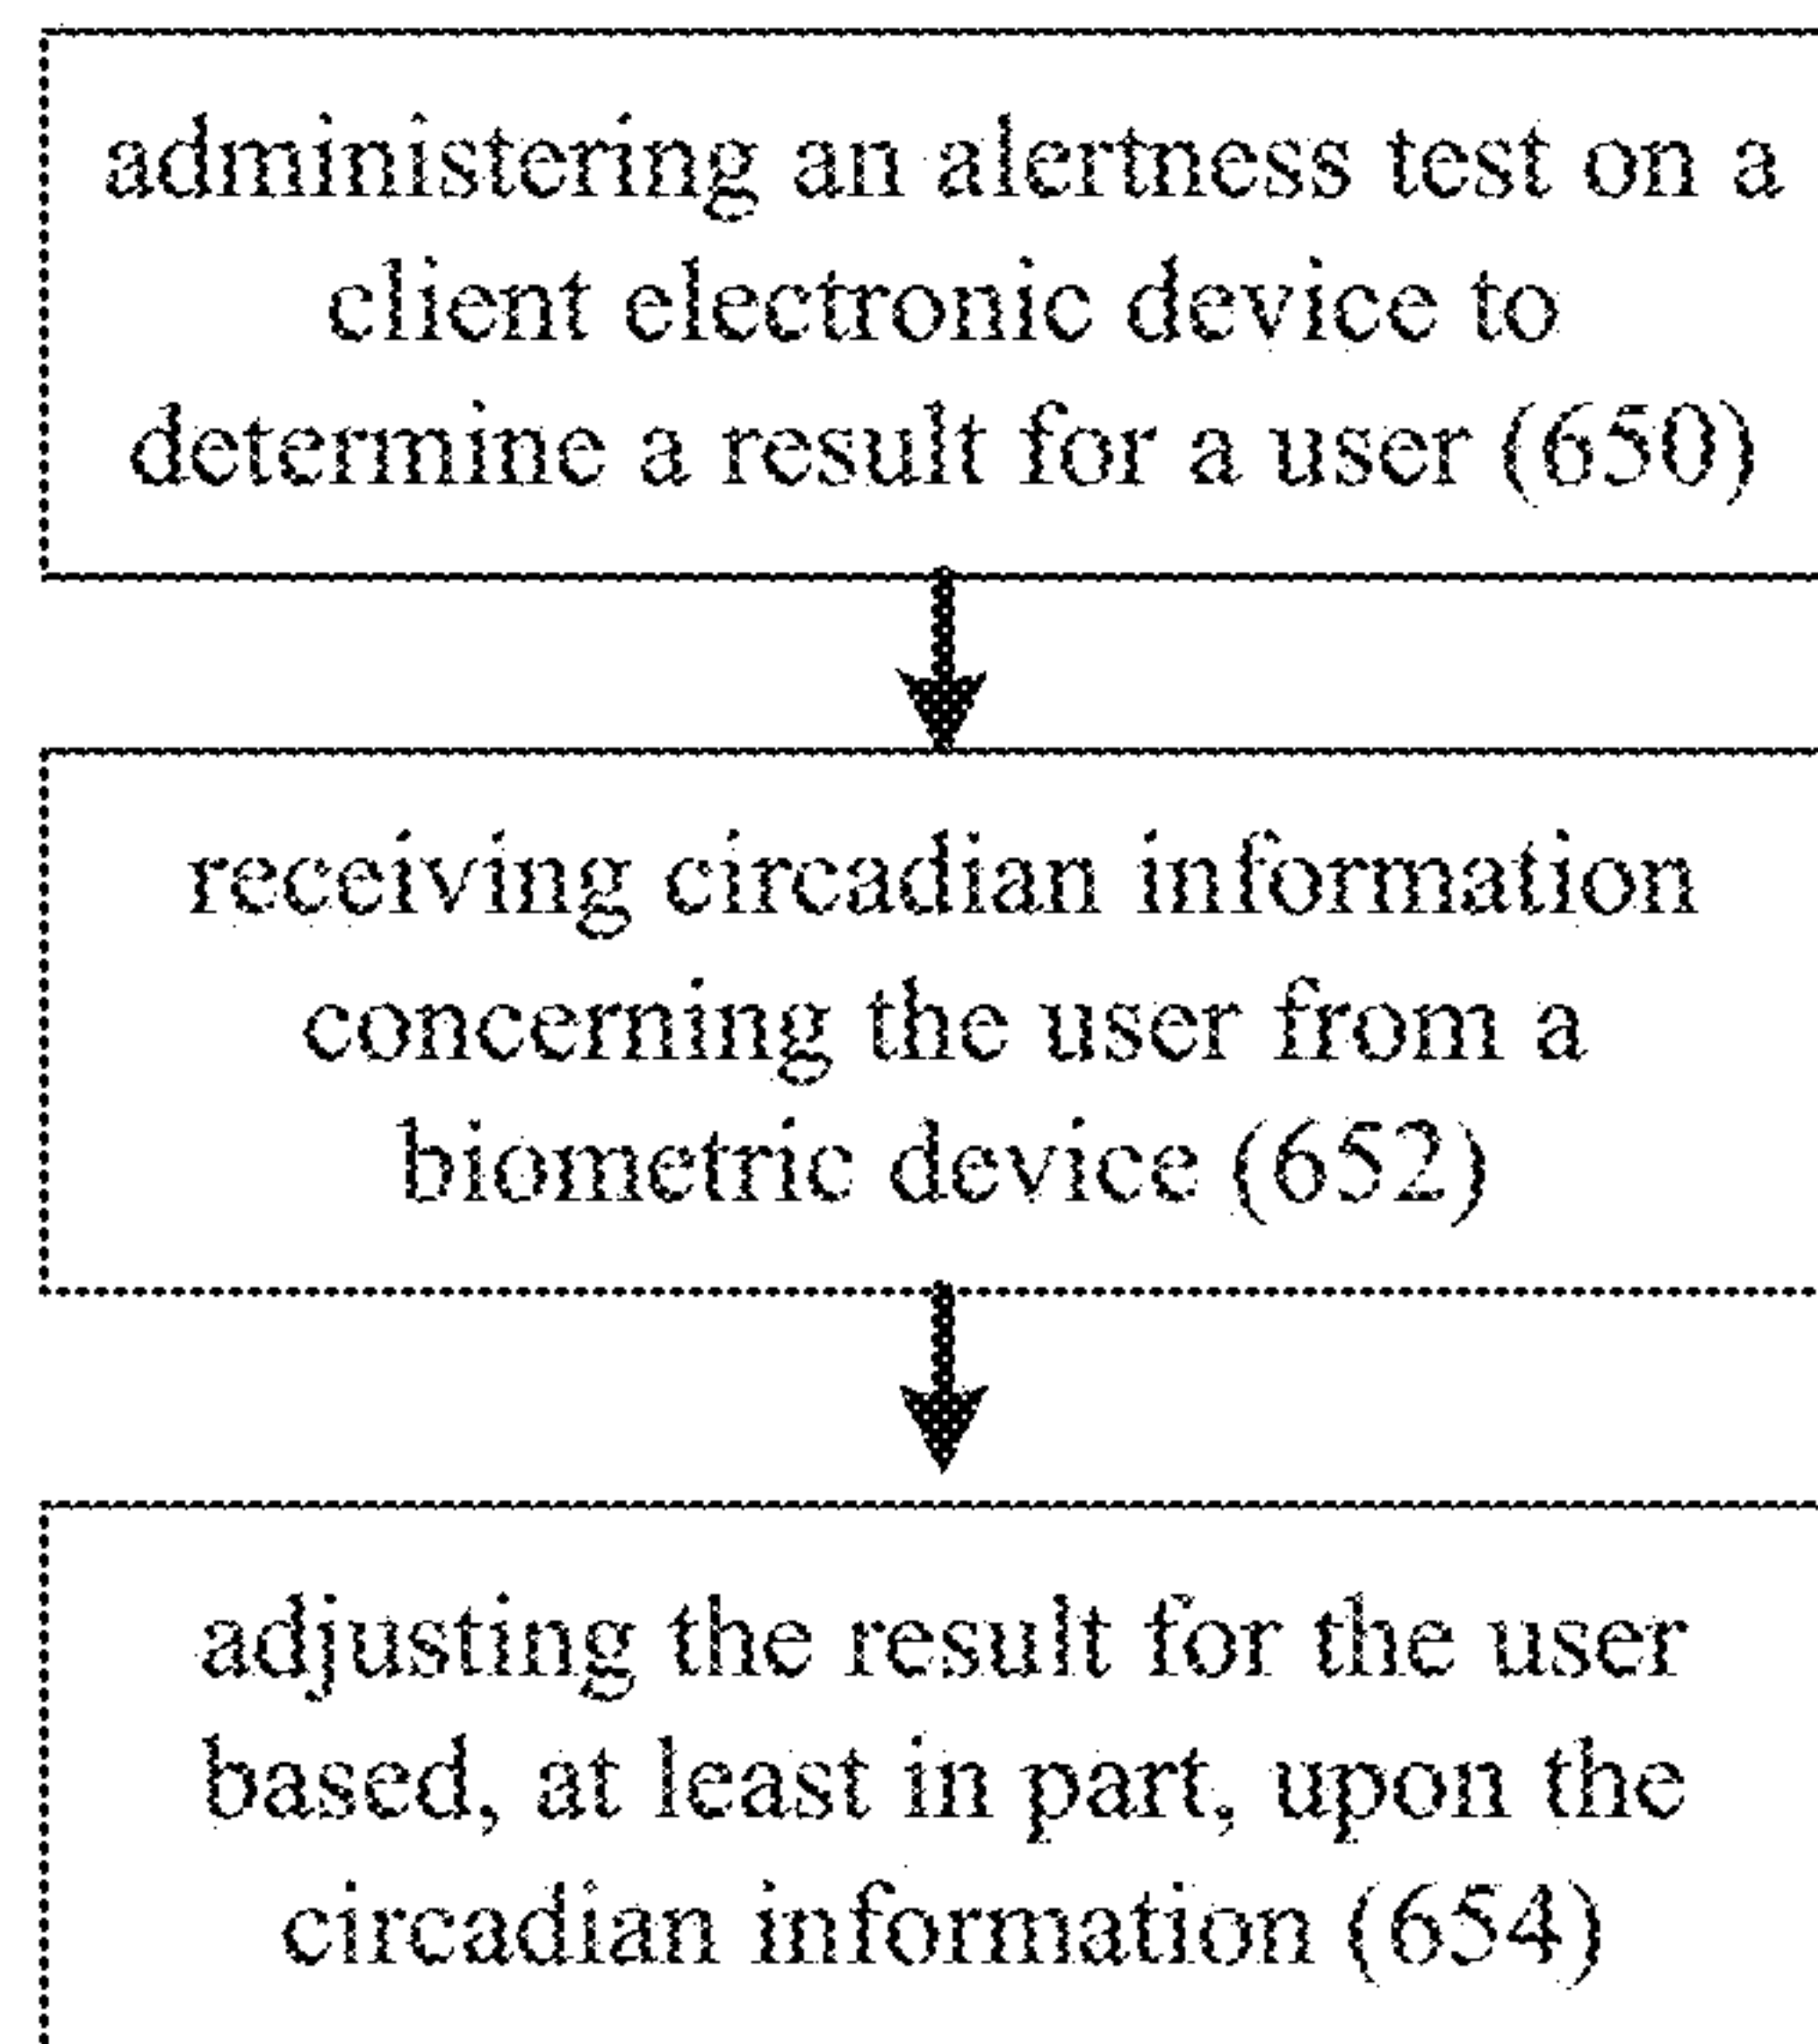 administering an alertness test on a
client electronic device to
determine a result for a user (650)
receiving circadian information
concerning the user from a
biometric device (652)
adjusting the result for the user
based, at least in part, upon the
circadian information (654)